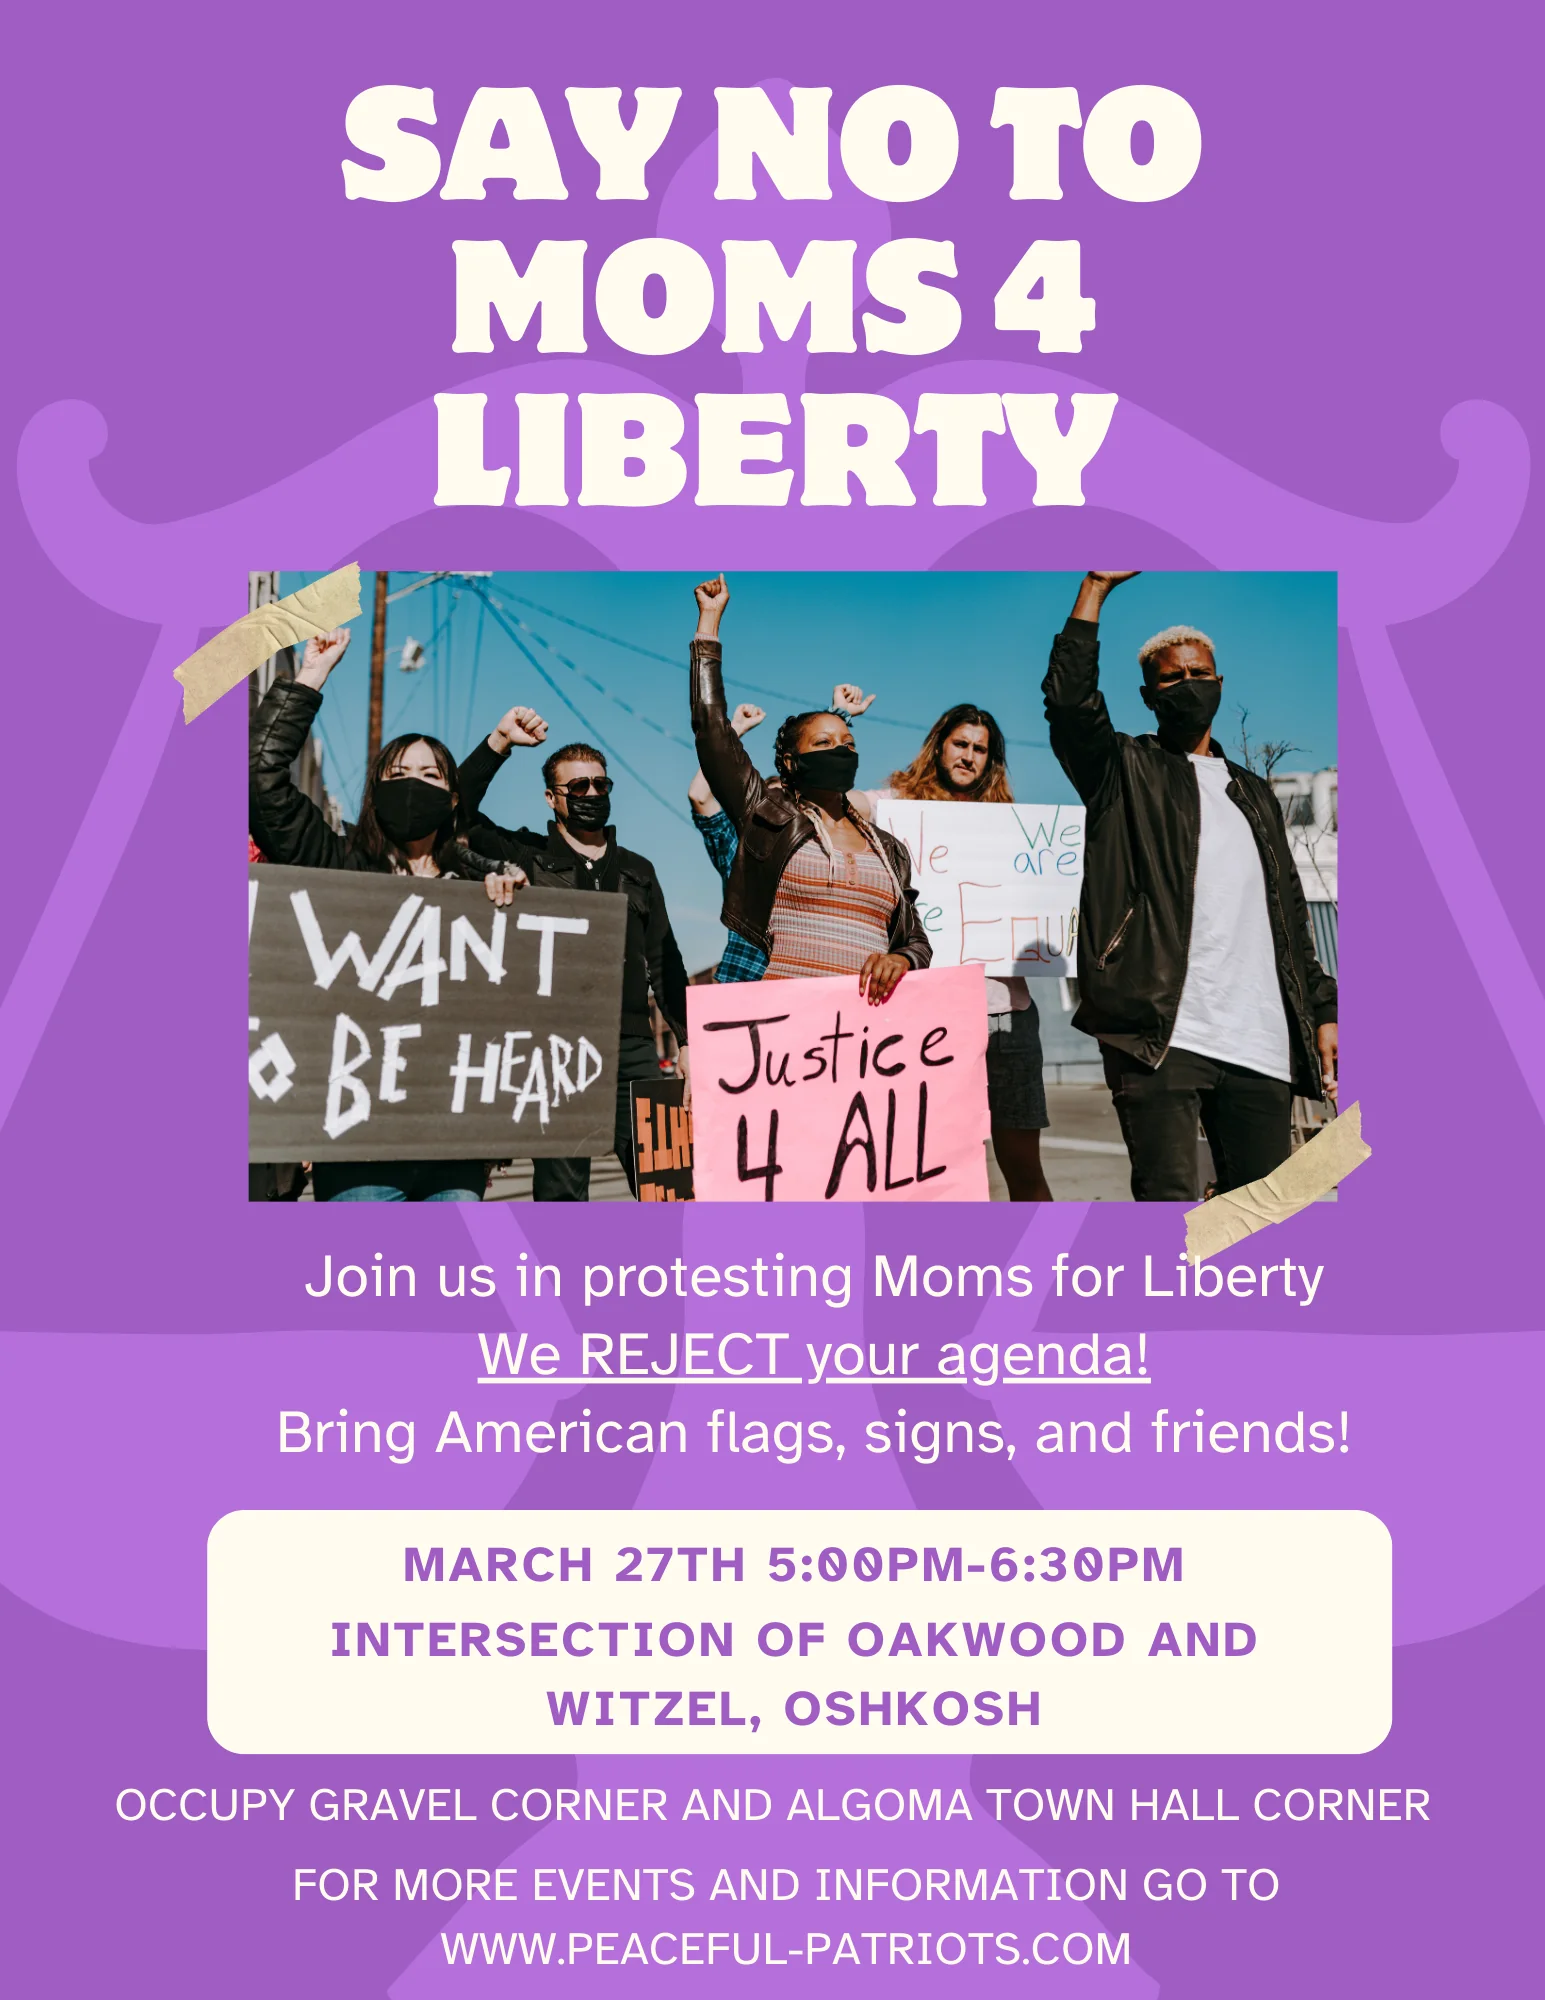 SAY NO TO
MOMS 4
LIBERTY
WANT
BE HEARD
Justice
4 ALL
We
are
We
are
Join us in protesting Moms for Liberty
We REJECT your agenda!
Bring American flags, signs, and friends!
MARCH 27TH 5:00PM-6:30PM
INTERSECTION OF OAKWOOD AND
WITZEL, OSHKOSH
OCCUPY GRAVEL CORNER AND ALGOMA TOWN HALL CORNER
FOR MORE EVENTS AND INFORMATION GO TO
WWW.PEACEFUL-PATRIOTS.COM